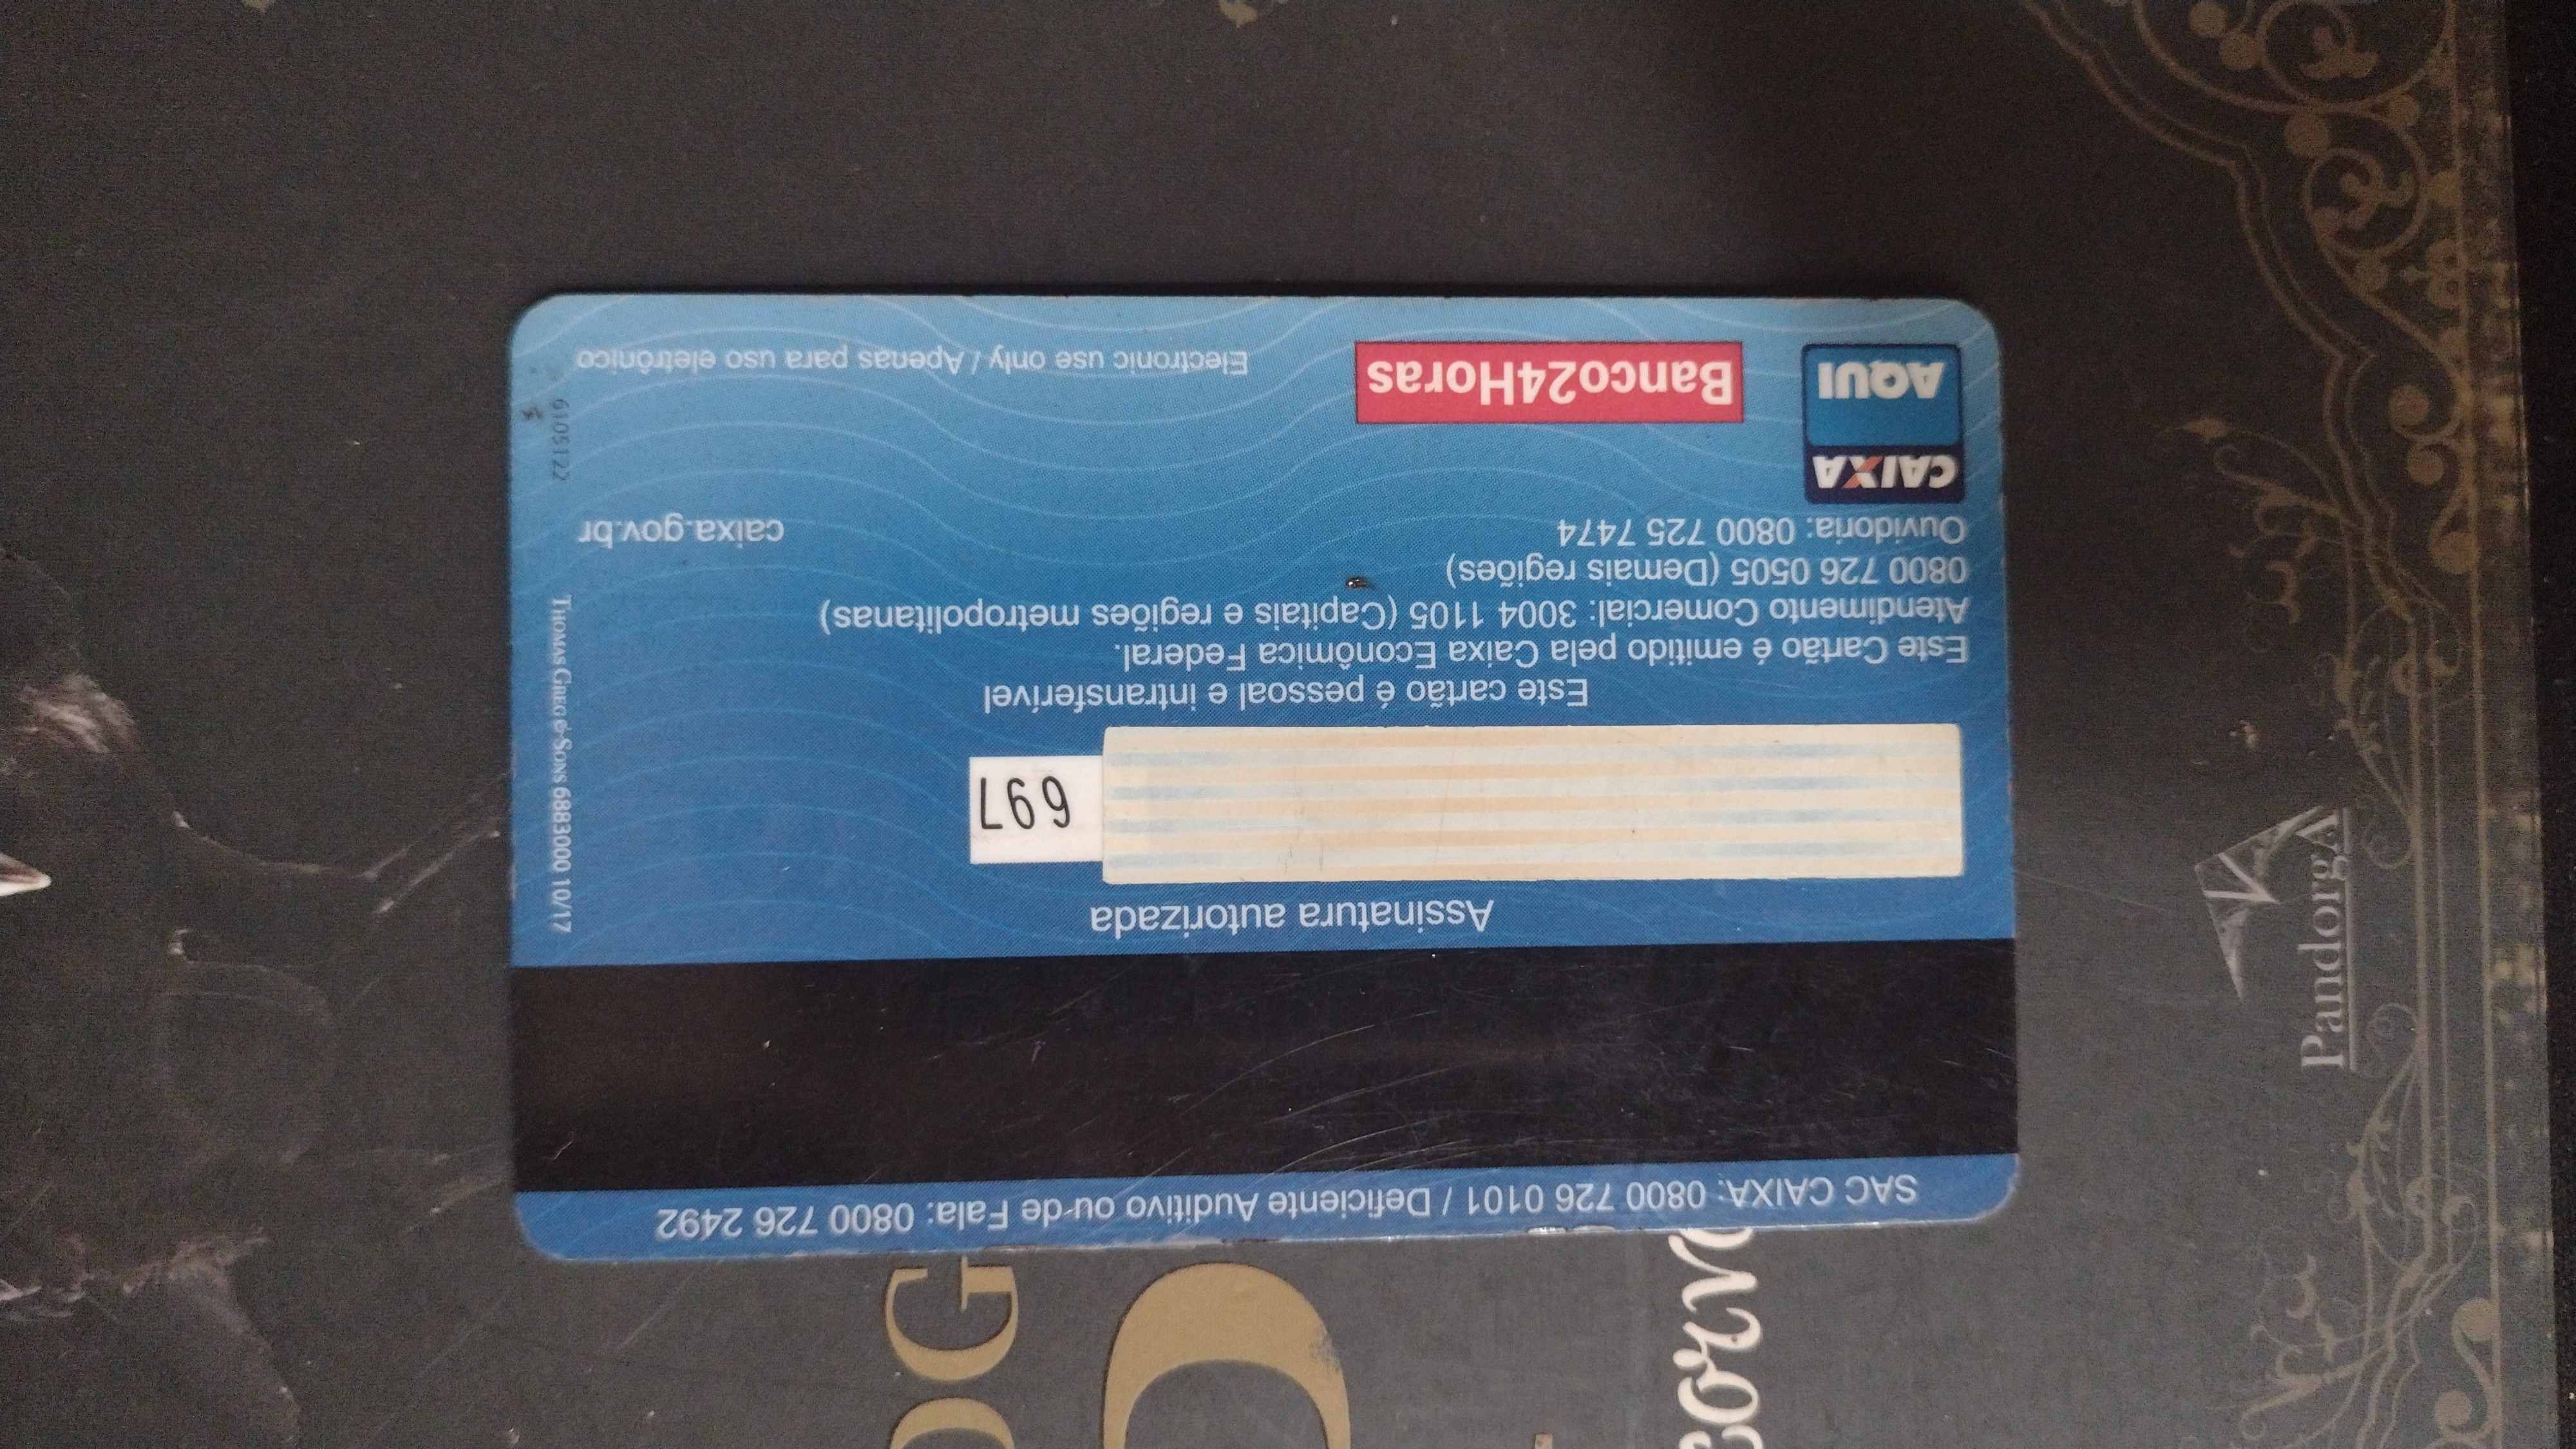 SAC CAIXA: 0800 726 0101 / Deficiente Auditivo ou de Fala: 0800 726 2492
Assinatura autorizada
697
Este cartão é pessoal e intransferível
Este Cartão é emitido pela Caixa Econômica Federal.
Atendimento Comercial: 3004 1105 (Capitais e regiões metropolitanas)
0800 726 0505 (Demais regiões)
Ouvidoria: 0800 725 7474
caixa.gov.br
CAIXA
AQUI
Banco24Horas
Electronic use only / Apenas para uso eletrônico
THOMAS GREG & SONS 6883000 10/17
6105122
PandorgA